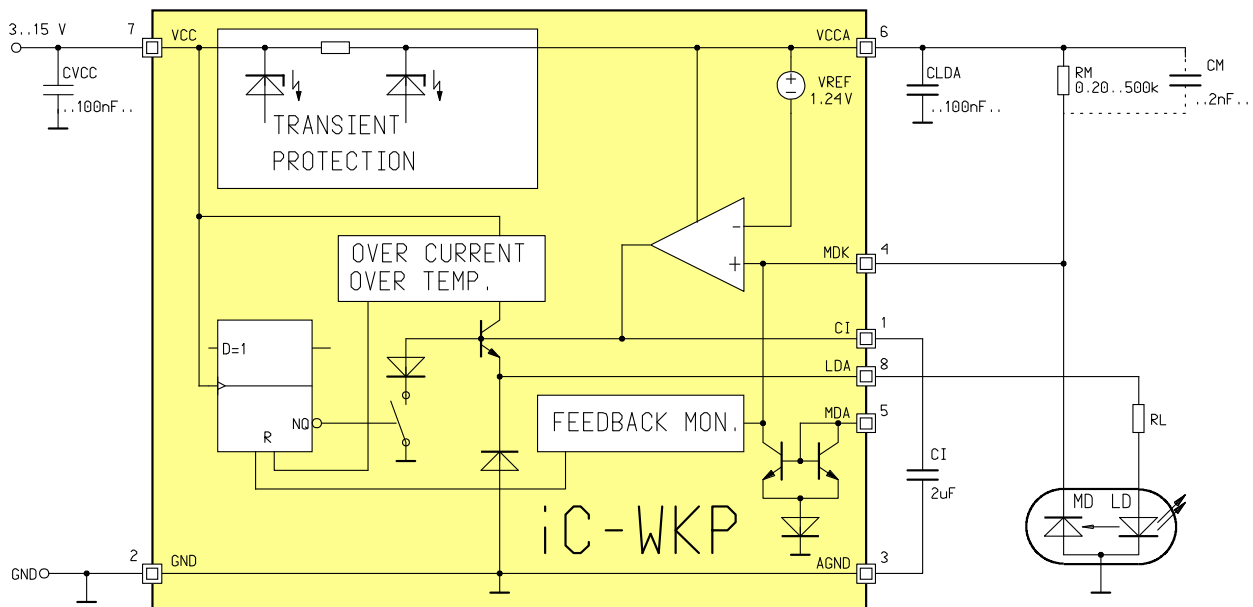 3..15 V
7
VCC
VCCA
6
CVCC
..100nF..
VREF
1.24V
CLDA
..100nF..
RM
0.20..500k
CM
..2nF..
TRANSIENT
PROTECTION
OVER CURRENT
OVER TEMP.
-
+
MDK
4
D=1
NQ
R
CI
1
LDA
8
FEEDBACK MON.
MDA
5
RL
CI
2uF
MD
LD
iC-WKP
GND
2
GND
AGND
3